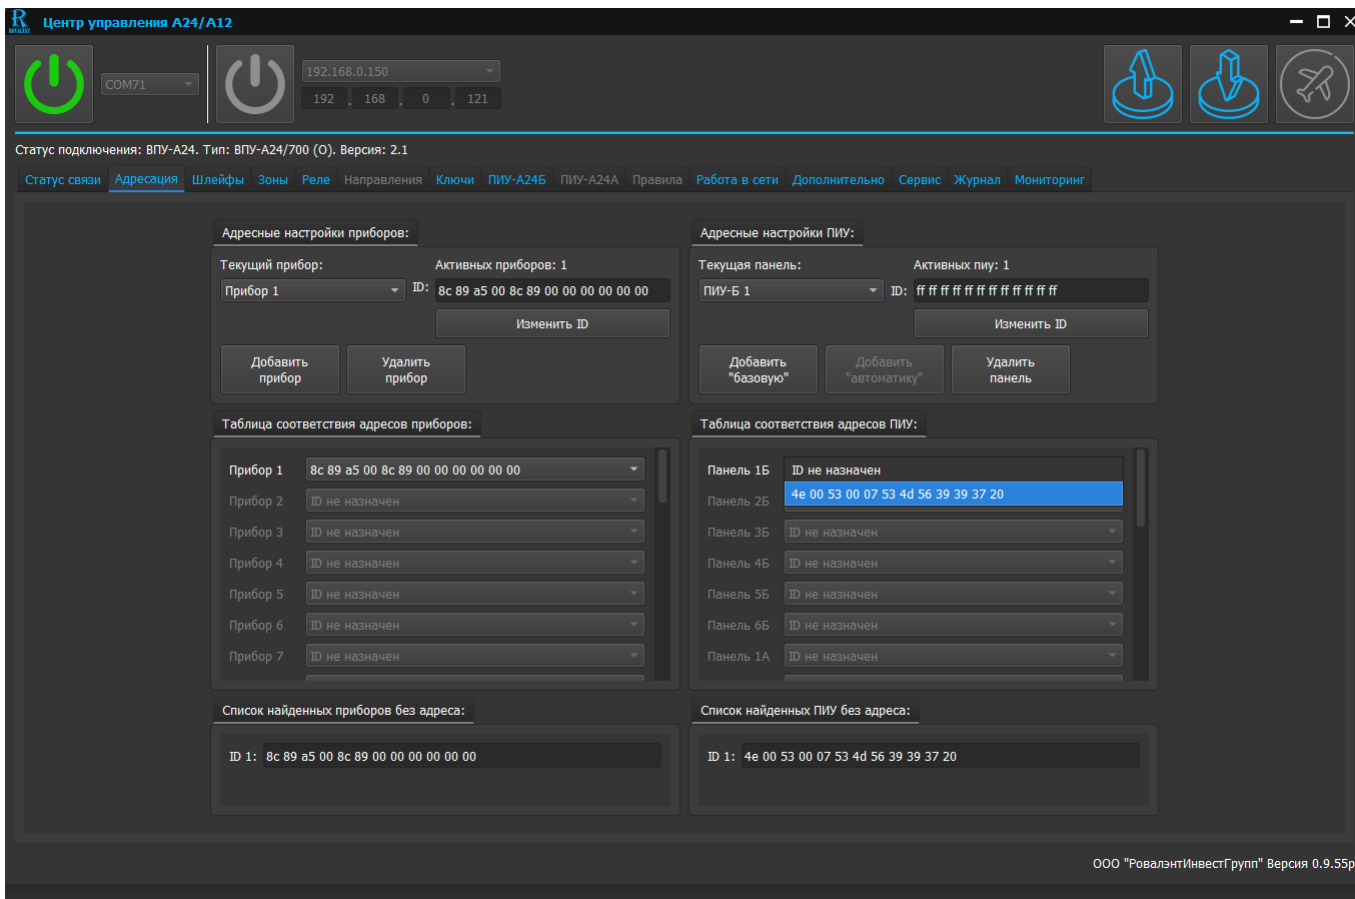 ROVALANT
Центр управления А24/А12
COM71
192.168.0.150
192 . 168 . 0 . 121
Статус подключения: ВПУ-А24. Тип: ВПУ-А24/700 (О). Версия: 2.1
Статус связи Адресация Шлейфы Зоны Реле Направления Ключи ПИУ-А24Б ПИУ-А24А Правила Работа в сети Дополнительно Сервис Журнал Мониторинг
Адресные настройки приборов:
Текущий прибор: Активных приборов: 1
Прибор 1 ID: 8c 89 a5 00 8c 89 00 00 00 00 00 00
Изменить ID
Добавить прибор
Удалить прибор
Адресные настройки ПИУ:
Текущая панель: Активных пиу: 1
ПИУ-Б 1 ID: ff ff ff ff ff ff ff ff ff ff ff ff
Изменить ID
Добавить "базовую"
Добавить "автоматику"
Удалить панель
Таблица соответствия адресов приборов:
Прибор 1 8c 89 a5 00 8c 89 00 00 00 00 00 00
Прибор 2 ID не назначен
Прибор 3 ID не назначен
Прибор 4 ID не назначен
Прибор 5 ID не назначен
Прибор 6 ID не назначен
Прибор 7 ID не назначен
Таблица соответствия адресов ПИУ:
Панель 1Б ID не назначен
4e 00 53 00 07 53 4d 56 39 39 37 20
Панель 2Б
Панель 3Б ID не назначен
Панель 4Б ID не назначен
Панель 5Б ID не назначен
Панель 6Б ID не назначен
Панель 1А ID не назначен
Список найденных приборов без адреса:
ID 1: 8c 89 a5 00 8c 89 00 00 00 00 00 00
Список найденных ПИУ без адреса:
ID 1: 4e 00 53 00 07 53 4d 56 39 39 37 20
ООО "РовалэнтИнвестГрупп" Версия 0.9.55р